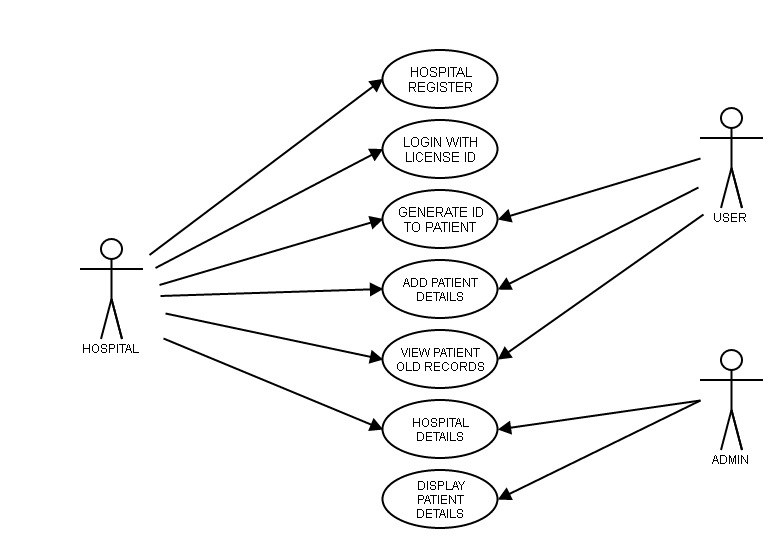 HOSPITAL
REGISTER
LOGIN WITH
LICENSE ID
GENERATE ID
TO PATIENT
USER
ADD PATIENT
DETAILS
HOSPITAL
VIEW PATIENT
OLD RECORDS
HOSPITAL
DETAILS
ADMIN
DISPLAY
PATIENT
DETAILS